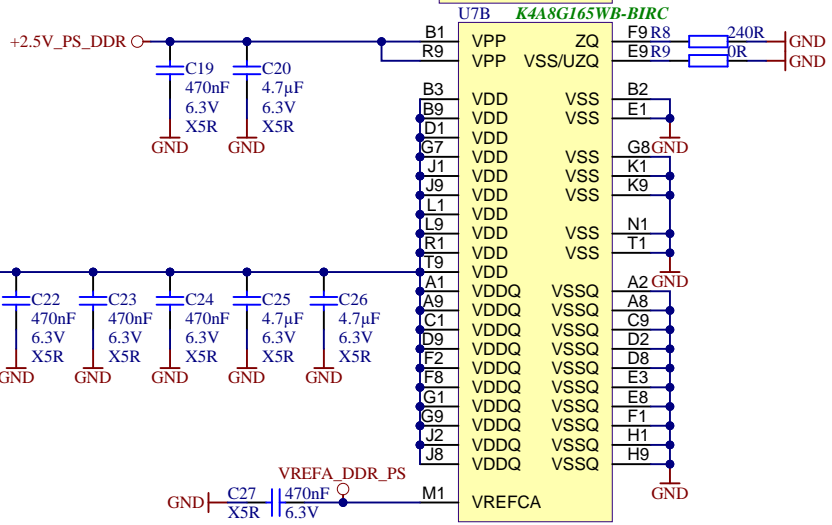 U7B K4A8G165WB-BIRC
+2.5V_PS_DDR B1 VPP ZQ F9 R8 240R GND
R9 VPP VSS/UZQ E9 R9 0R GND
C19 C20
470nF 4.7µF
6.3V 6.3V
X5R X5R
GND GND
B3 VDD VSS B2
B9 VDD VSS E1
D1 VDD GND
G7 VDD VSS G8
J1 VDD VSS K1
J9 VDD VSS K9
L1 VDD
L9 VDD VSS N1
R1 VDD VSS T1
T9 VDD GND
A1 VDDQ VSSQ A2
A9 VDDQ VSSQ A8
C1 VDDQ VSSQ C9
D9 VDDQ VSSQ D2
F2 VDDQ VSSQ D8
F8 VDDQ VSSQ E3
G1 VDDQ VSSQ E8
G9 VDDQ VSSQ F1
J2 VDDQ VSSQ H1
J8 VDDQ VSSQ H9
GND
C22 C23 C24 C25 C26
470nF 470nF 470nF 4.7µF 4.7µF
6.3V 6.3V 6.3V 6.3V 6.3V
X5R X5R X5R X5R X5R
GND GND GND GND GND
VREFA_DDR_PS
GND C27 470nF M1 VREFCA
X5R 6.3V